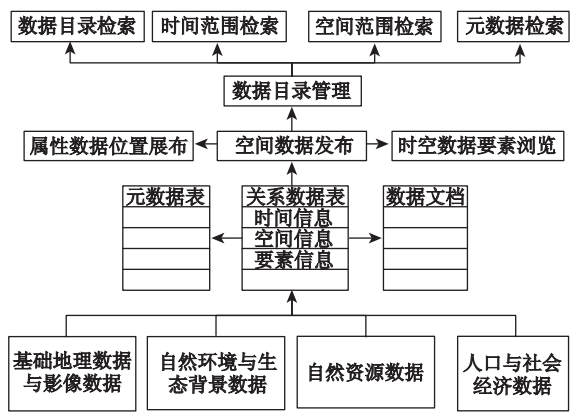 数据目录检索
时间范围检索
空间范围检索
元数据检索
数据目录管理
属性数据位置展布
空间数据发布
时空数据要素浏览
元数据表
关系数据表
数据文档
时间信息
空间信息
要素信息
基础地理数据
与影像数据
自然环境与生
态背景数据
自然资源数据
人口与社会
经济数据